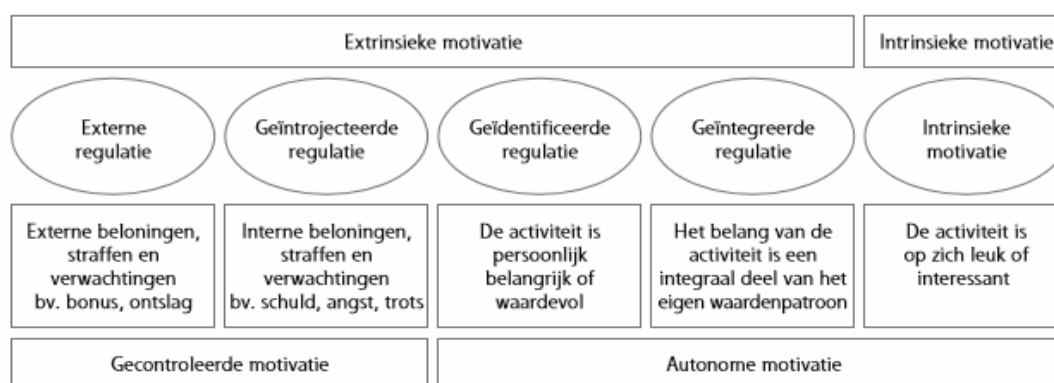 Extrinsieke motivatie
Intrinsieke motivatie
Externe
regulatie
Geïntrojecteerde
regulatie
Geïdentificeerde
regulatie
Geïntegreerde
regulatie
Intrinsieke
motivatie
Externe beloningen,
straffen en
verwachtingen
bv. bonus, ontslag
Interne beloningen,
straffen en
verwachtingen
bv. schuld, angst, trots
De activiteit is
persoonlijk
belangrijk of
waardevol
Het belang van de
activiteit is een
integraal deel van het
eigen waardenpatroon
De activiteit is
op zich leuk of
interessant
Gecontroleerde motivatie
Autonome motivatie